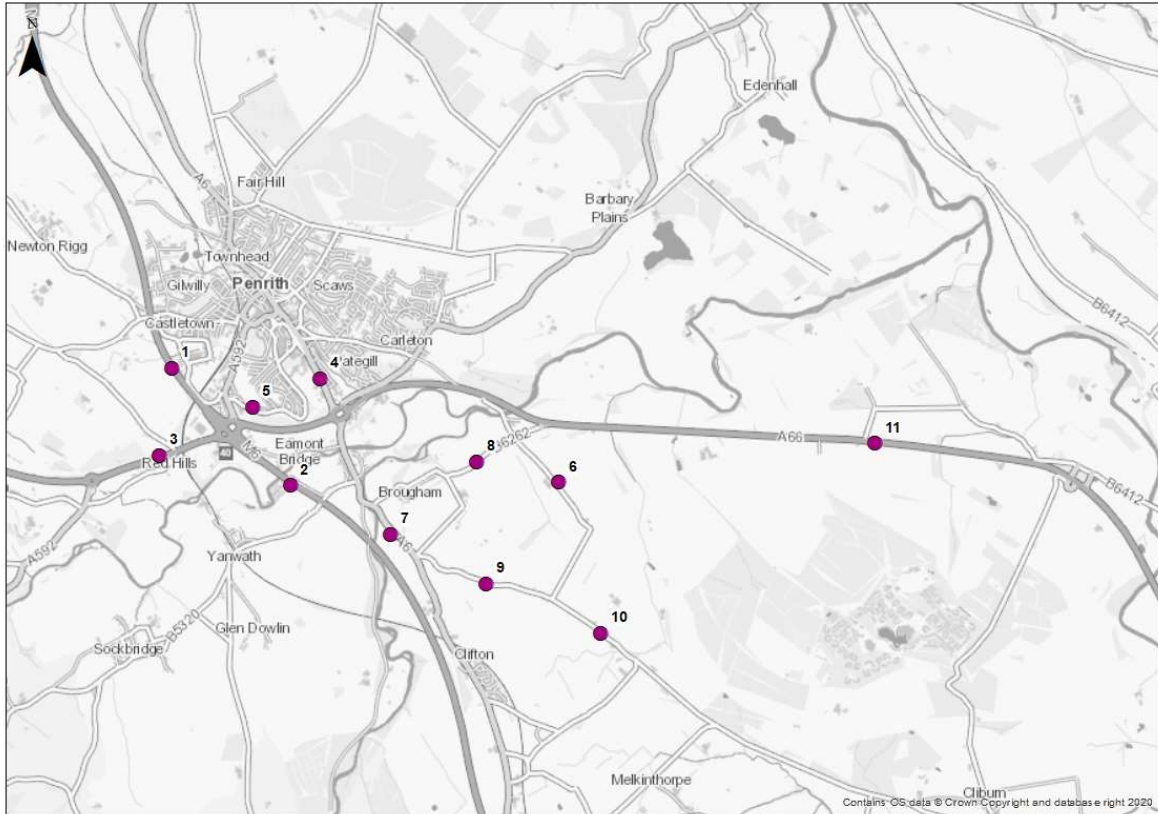 N
Edenhall
A6
Fair Hill
Barbary
Plains
Newton Rigg
Townhead
Gilwilly
Penrith
Scaws
B6412
Castletown
A592
Carleton
1
4
'ategill
5
11
A66
3
Red Hills
40
M6
Eamont
Bridge
8
B6262
6
2
Brougham
B6412
7
A6
A592
Yanwath
9
10
B5320
Glen Dowlin
Sockbridge
Clifton
Melkinthorpe
Cliburn
Contains OS data © Crown Copyright and database right 2020